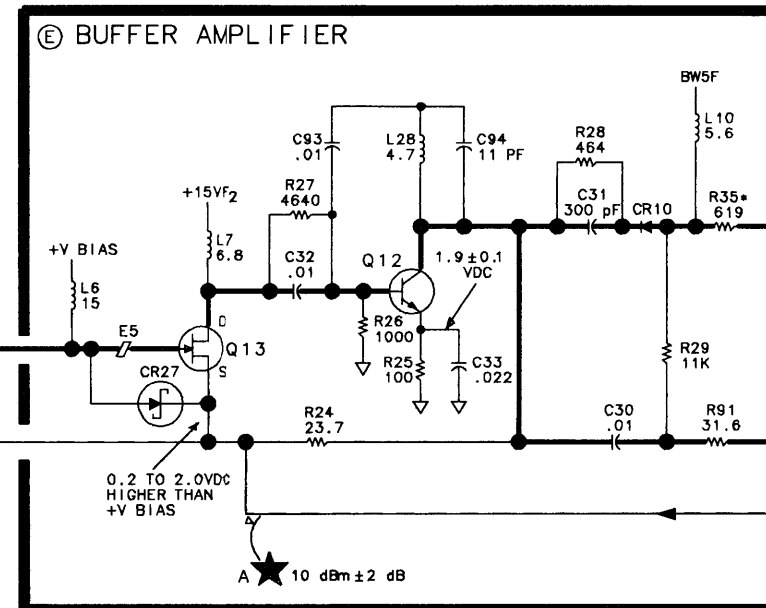 E BUFFER AMPLIFIER
BW5F
C93
.01
L28
4.7
C94
11 PF
R28
464
L10
5.6
R27
4640
+15VF2
C31
300 pF
CR10
R35*
619
+V BIAS
L7
6.8
C32
.01
Q12
1.9±0.1
VDC
L6
15
E5
D
Q13
S
R26
1000
R25
100
C33
.022
R29
11K
CR27
R24
23.7
C30
.01
R91
31.6
0.2 TO 2.0VDC
HIGHER THAN
+V BIAS
A 10 dBm±2 dB